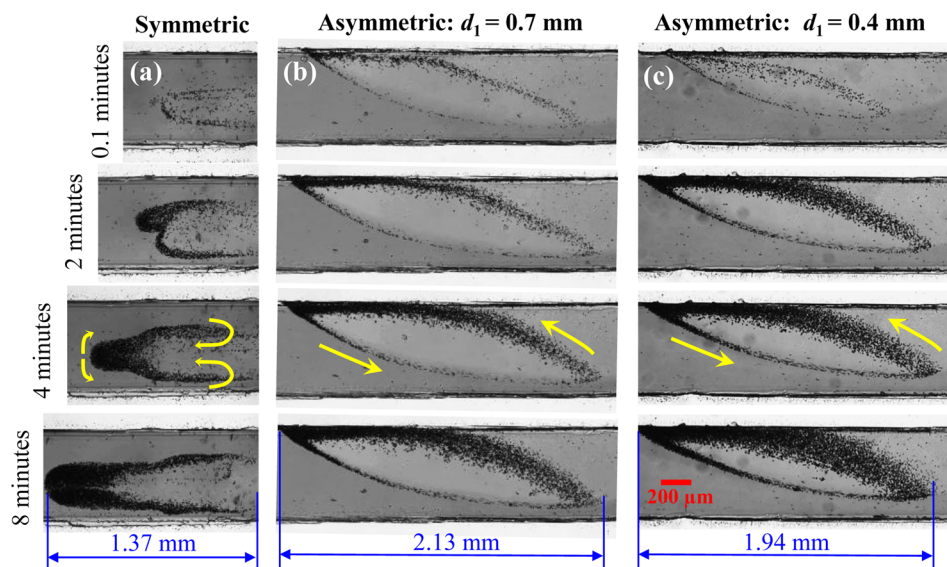 Symmetric
Asymmetric: d₁ = 0.7 mm
Asymmetric: d₁ = 0.4 mm
0.1 minutes
(a)
(b)
(c)
2 minutes
4 minutes
8 minutes
200 μm
1.37 mm
2.13 mm
1.94 mm